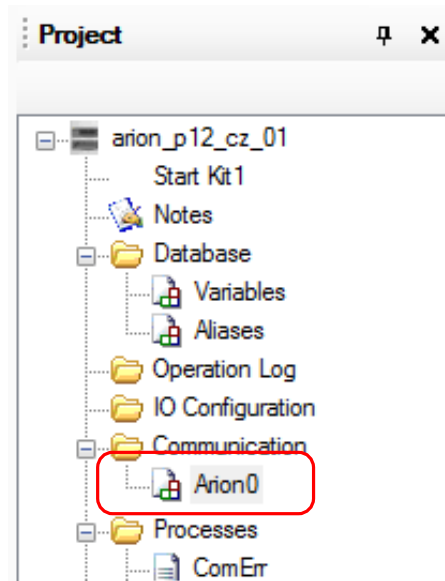 Project
arion_p12_cz_01
Start Kit1
Notes
Database
Variables
Aliases
Operation Log
IO Configuration
Communication
Arion0
Processes
ComErr